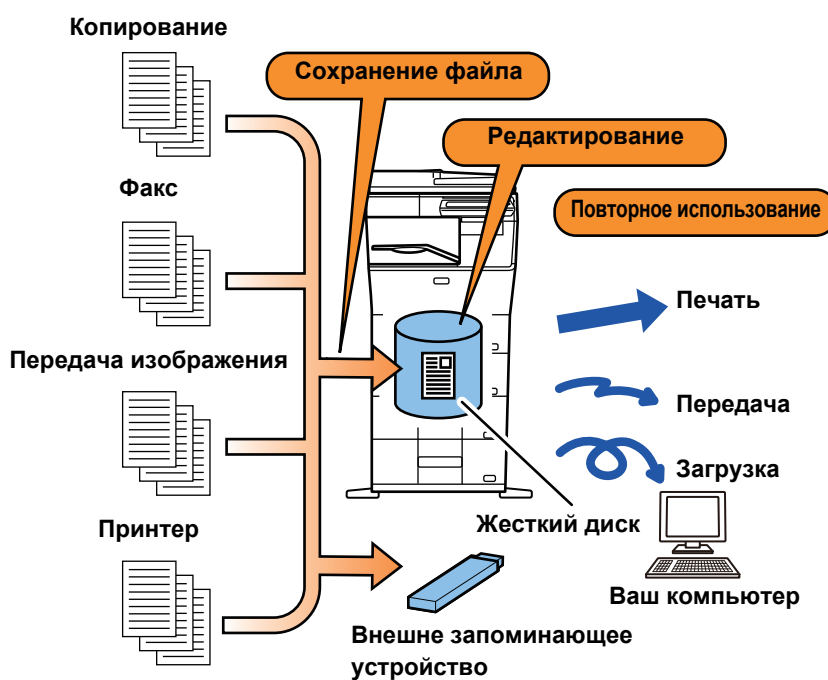 Копирование
Сохранение файла
Редактирование
Факс
Повторное использование
Печать
Передача изображения
Передача
Загрузка
Принтер
Жесткий диск
Ваш компьютер
Внешне запоминающее
устройство